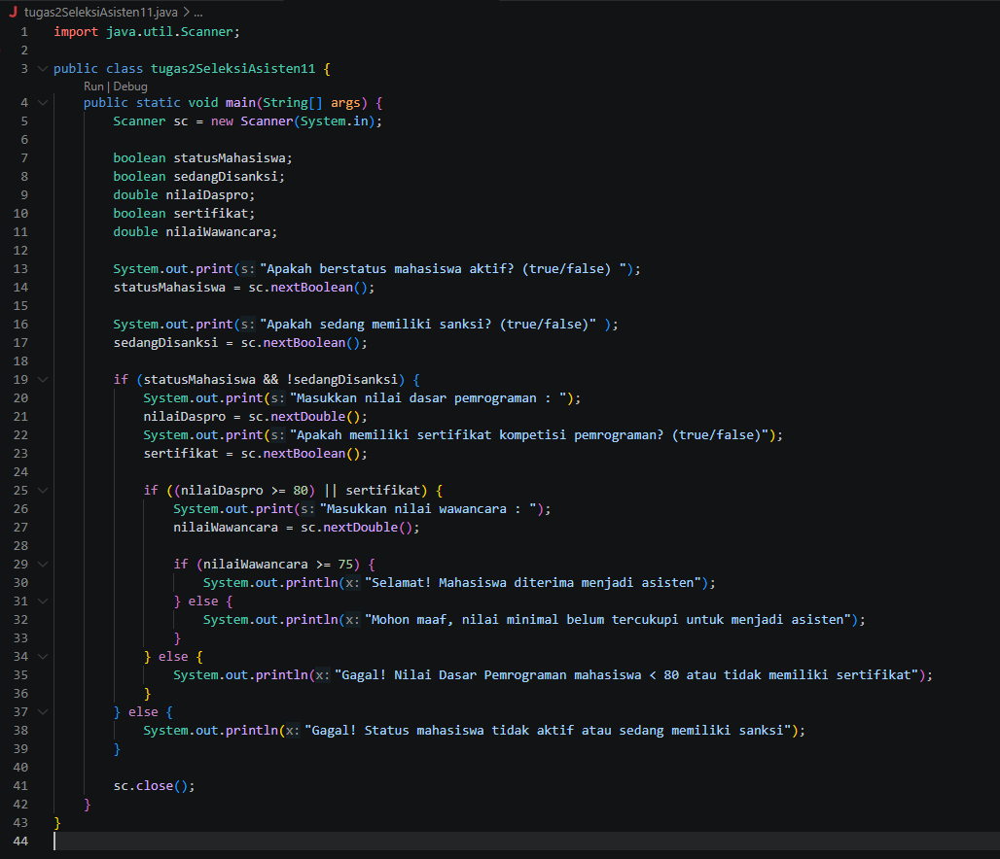 J tugas2SeleksiAsisten11.java > ...
1 import java.util.Scanner;
2
3 public class tugas2SeleksiAsisten11 {
Run | Debug
4 public static void main(String[] args) {
5 Scanner sc = new Scanner(System.in);
6
7 boolean statusMahasiswa;
8 boolean sedangDisanksi;
9 double nilaiDaspro;
10 boolean sertifikat;
11 double nilaiWawancara;
12
13 System.out.print(s: "Apakah berstatus mahasiswa aktif? (true/false) ");
14 statusMahasiswa = sc.nextBoolean();
15
16 System.out.print(s: "Apakah sedang memiliki sanksi? (true/false)" );
17 sedangDisanksi = sc.nextBoolean();
18
19 if (statusMahasiswa && !sedangDisanksi) {
20 System.out.print(s: "Masukkan nilai dasar pemrograman : ");
21 nilaiDaspro = sc.nextDouble();
22 System.out.print(s: "Apakah memiliki sertifikat kompetisi pemrograman? (true/false)");
23 sertifikat = sc.nextBoolean();
24
25 if ((nilaiDaspro >= 80) || sertifikat) {
26 System.out.print(s: "Masukkan nilai wawancara : ");
27 nilaiWawancara = sc.nextDouble();
28
29 if (nilaiWawancara >= 75) {
30 System.out.println(x: "Selamat! Mahasiswa diterima menjadi asisten");
31 } else {
32 System.out.println(x: "Mohon maaf, nilai minimal belum tercukupi untuk menjadi asisten");
33 }
34 } else {
35 System.out.println(x: "Gagal! Nilai Dasar Pemrograman mahasiswa < 80 atau tidak memiliki sertifikat");
36 }
37 } else {
38 System.out.println(x: "Gagal! Status mahasiswa tidak aktif atau sedang memiliki sanksi");
39 }
40
41 sc.close();
42 }
43 }
44